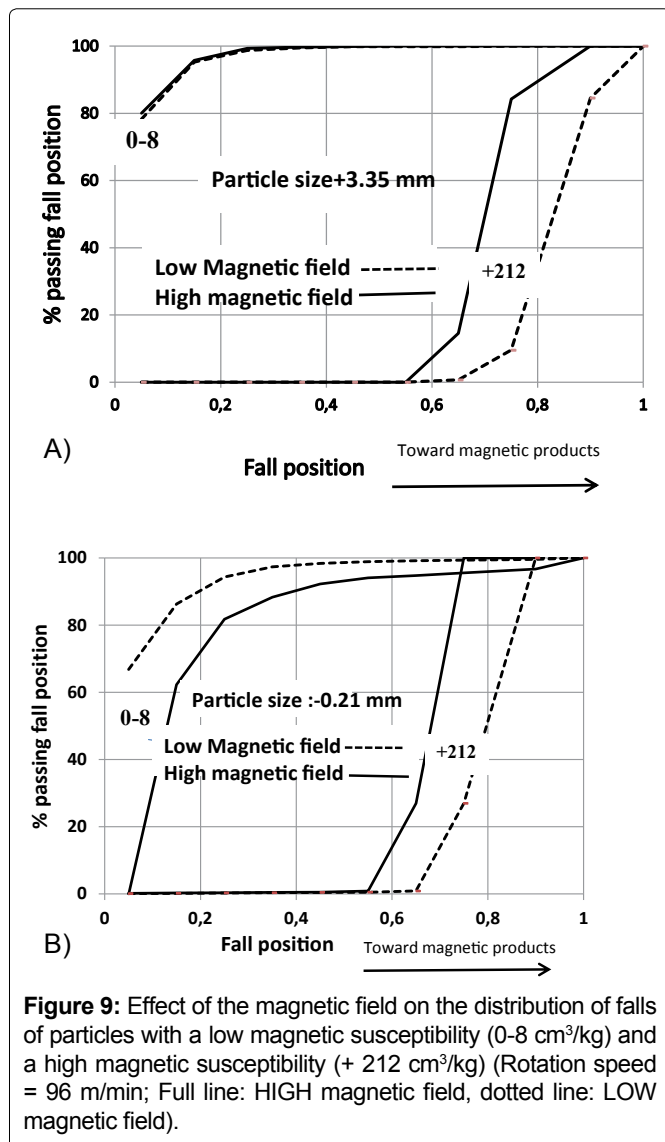 100
80
60
40
20
0
% passing fall position
0-8
Particle size+3.35 mm
Low Magnetic field
High magnetic field
+212
0 0,2 0,4 0,6 0,8 1
A)
Fall position
Toward magnetic products
100
80
60
40
20
0
% passing fall position
0-8
Particle size :-0.21 mm
Low Magnetic field
High magnetic field
+212
0 0,2 0,4 0,6 0,8 1
B)
Fall position
Toward magnetic products
Figure 9: Effect of the magnetic field on the distribution of falls
of particles with a low magnetic susceptibility (0-8 cm³/kg) and
a high magnetic susceptibility (+ 212 cm³/kg) (Rotation speed
= 96 m/min; Full line: HIGH magnetic field, dotted line: LOW
magnetic field).